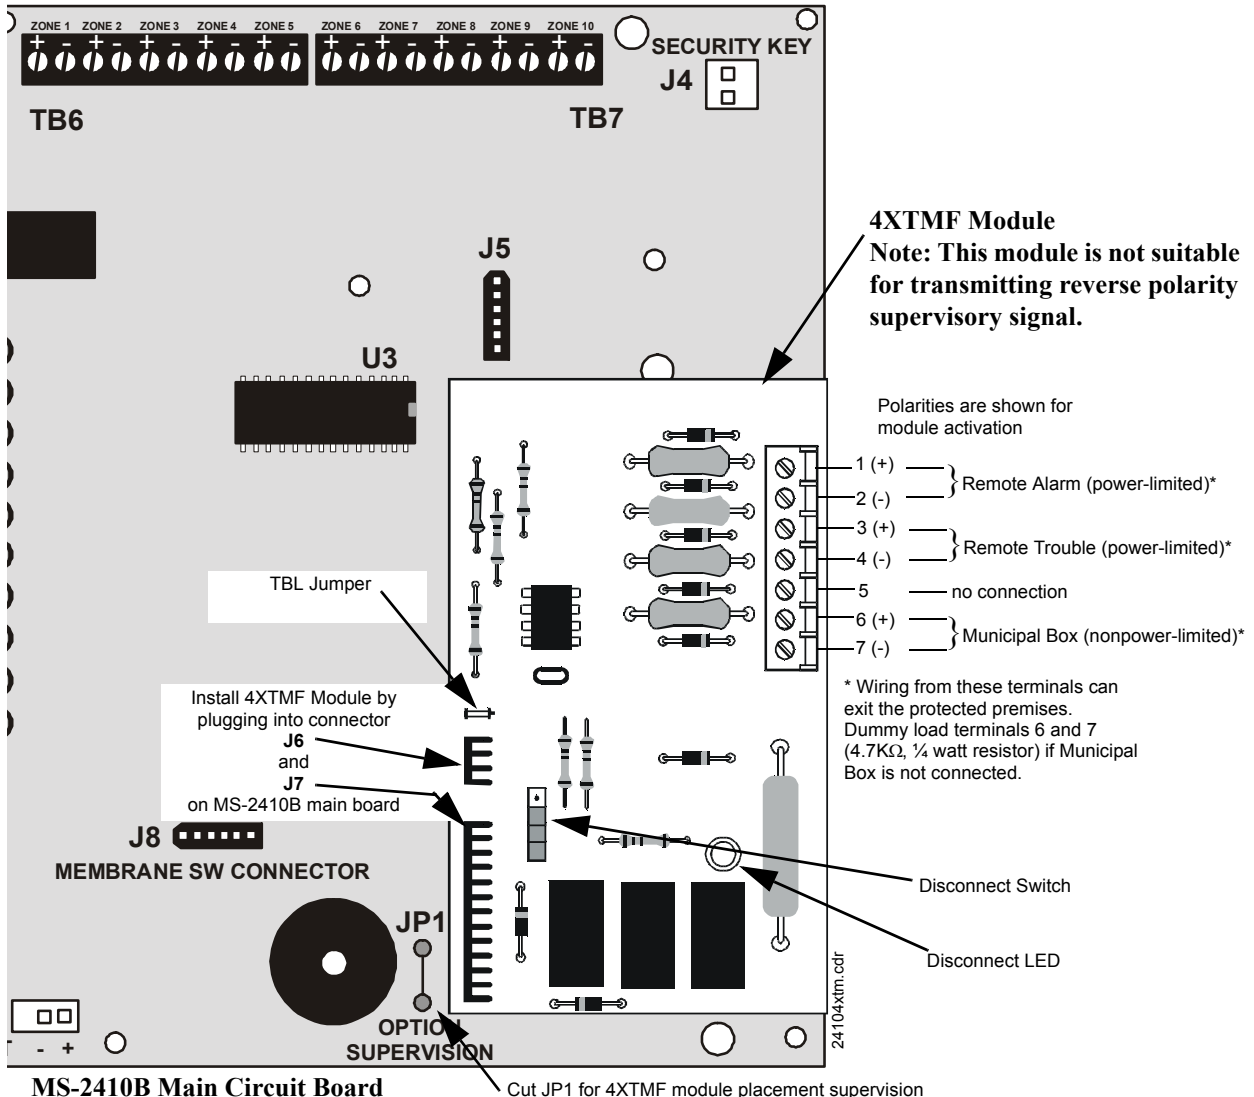 ZONE 1 ZONE 2 ZONE 3 ZONE 4 ZONE 5 ZONE 6 ZONE 7 ZONE 8 ZONE 9 ZONE 10
+ - + - + - + - + - + - + - + - + - + -
SECURITY KEY
J4
TB6
TB7
4XTMF Module
Note: This module is not suitable
for transmitting reverse polarity
supervisory signal.
J5
U3
Polarities are shown for
module activation
1 (+)
2 (-)
Remote Alarm (power-limited)*
3 (+)
4 (-)
Remote Trouble (power-limited)*
5 no connection
6 (+)
7 (-)
Municipal Box (nonpower-limited)*
* Wiring from these terminals can
exit the protected premises.
Dummy load terminals 6 and 7
(4.7KΩ, ¼ watt resistor) if Municipal
Box is not connected.
TBL Jumper
Install 4XTMF Module by
plugging into connector
J6
and
J7
on MS-2410B main board
J8
MEMBRANE SW CONNECTOR
JP1
Disconnect Switch
Disconnect LED
24104xtm.cdr
OPTION
SUPERVISION
- +
MS-2410B Main Circuit Board
Cut JP1 for 4XTMF module placement supervision